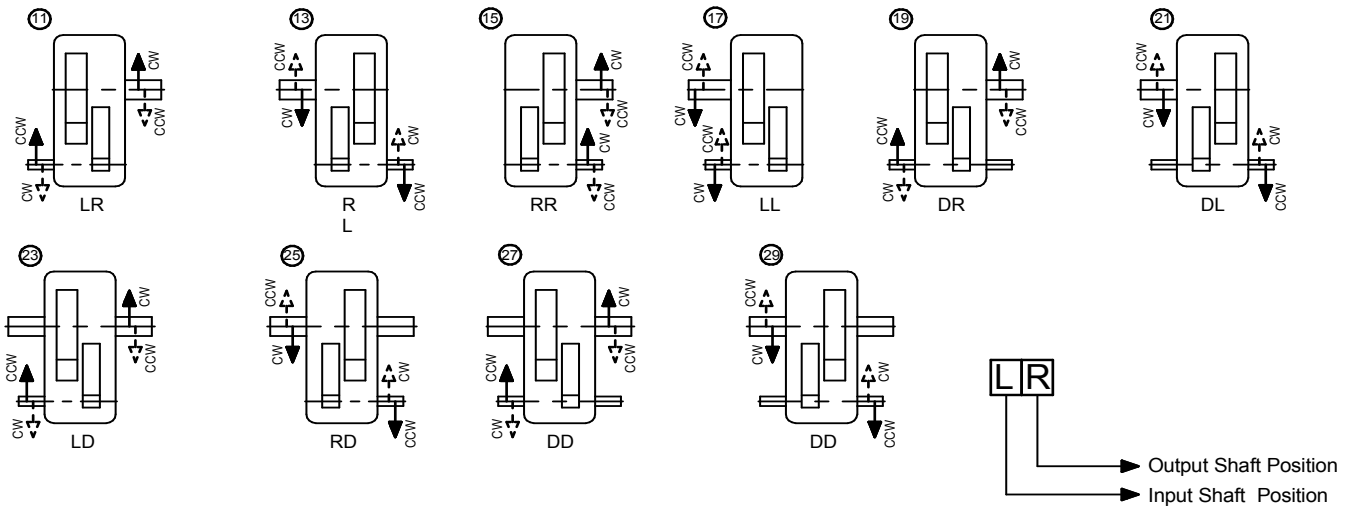 11 13 15 17 19 21
CCW CW CCW CW CCW CW
CW CCW CW CCW CW CCW
CCW CW CW CCW CCW CW
CW CCW CCW CCW CW CCW
LR R RR LL DR DL
L
23 25 27 29
CW CCW CW CCW
CCW CW CCW CW
CCW CW CCW CW
CW CCW CW CCW
LD RD DD DD
LR
Output Shaft Position
Input Shaft Position